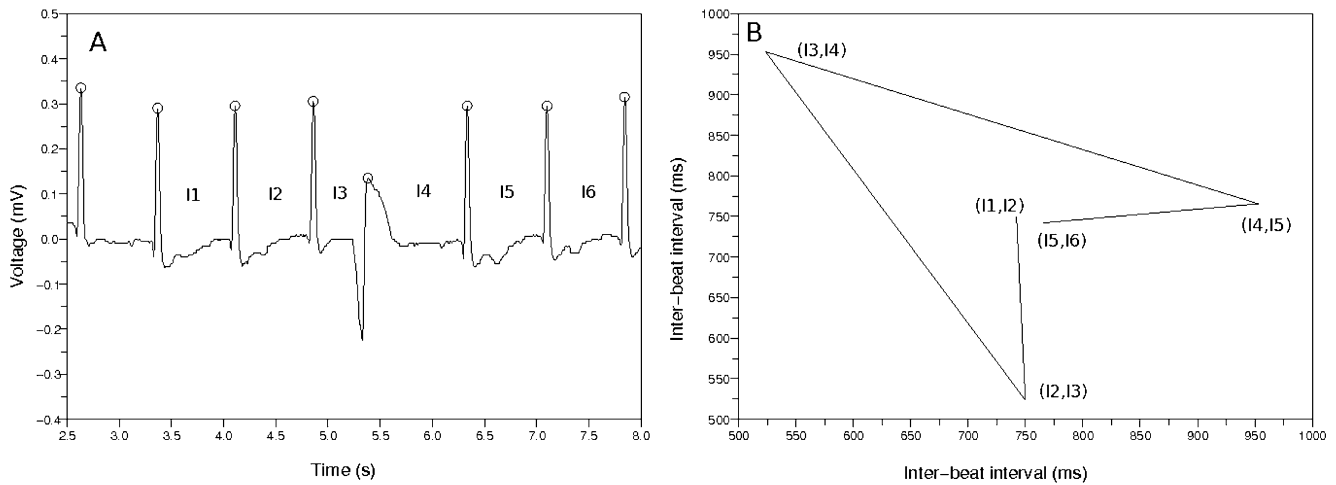 A
0.5
0.4
0.3
0.2
0.1
0.0
−0.1
−0.2
−0.3
−0.4
Voltage (mV)
I1 I2 I3 I4 I5 I6
2.5 3.0 3.5 4.0 4.5 5.0 5.5 6.0 6.5 7.0 7.5 8.0
Time (s)
B
1000
950
900
850
800
750
700
650
600
550
500
Inter−beat interval (ms)
(I3,I4)
(I1,I2)
(I4,I5)
(I5,I6)
(I2,I3)
500 550 600 650 700 750 800 850 900 950 1000
Inter−beat interval (ms)